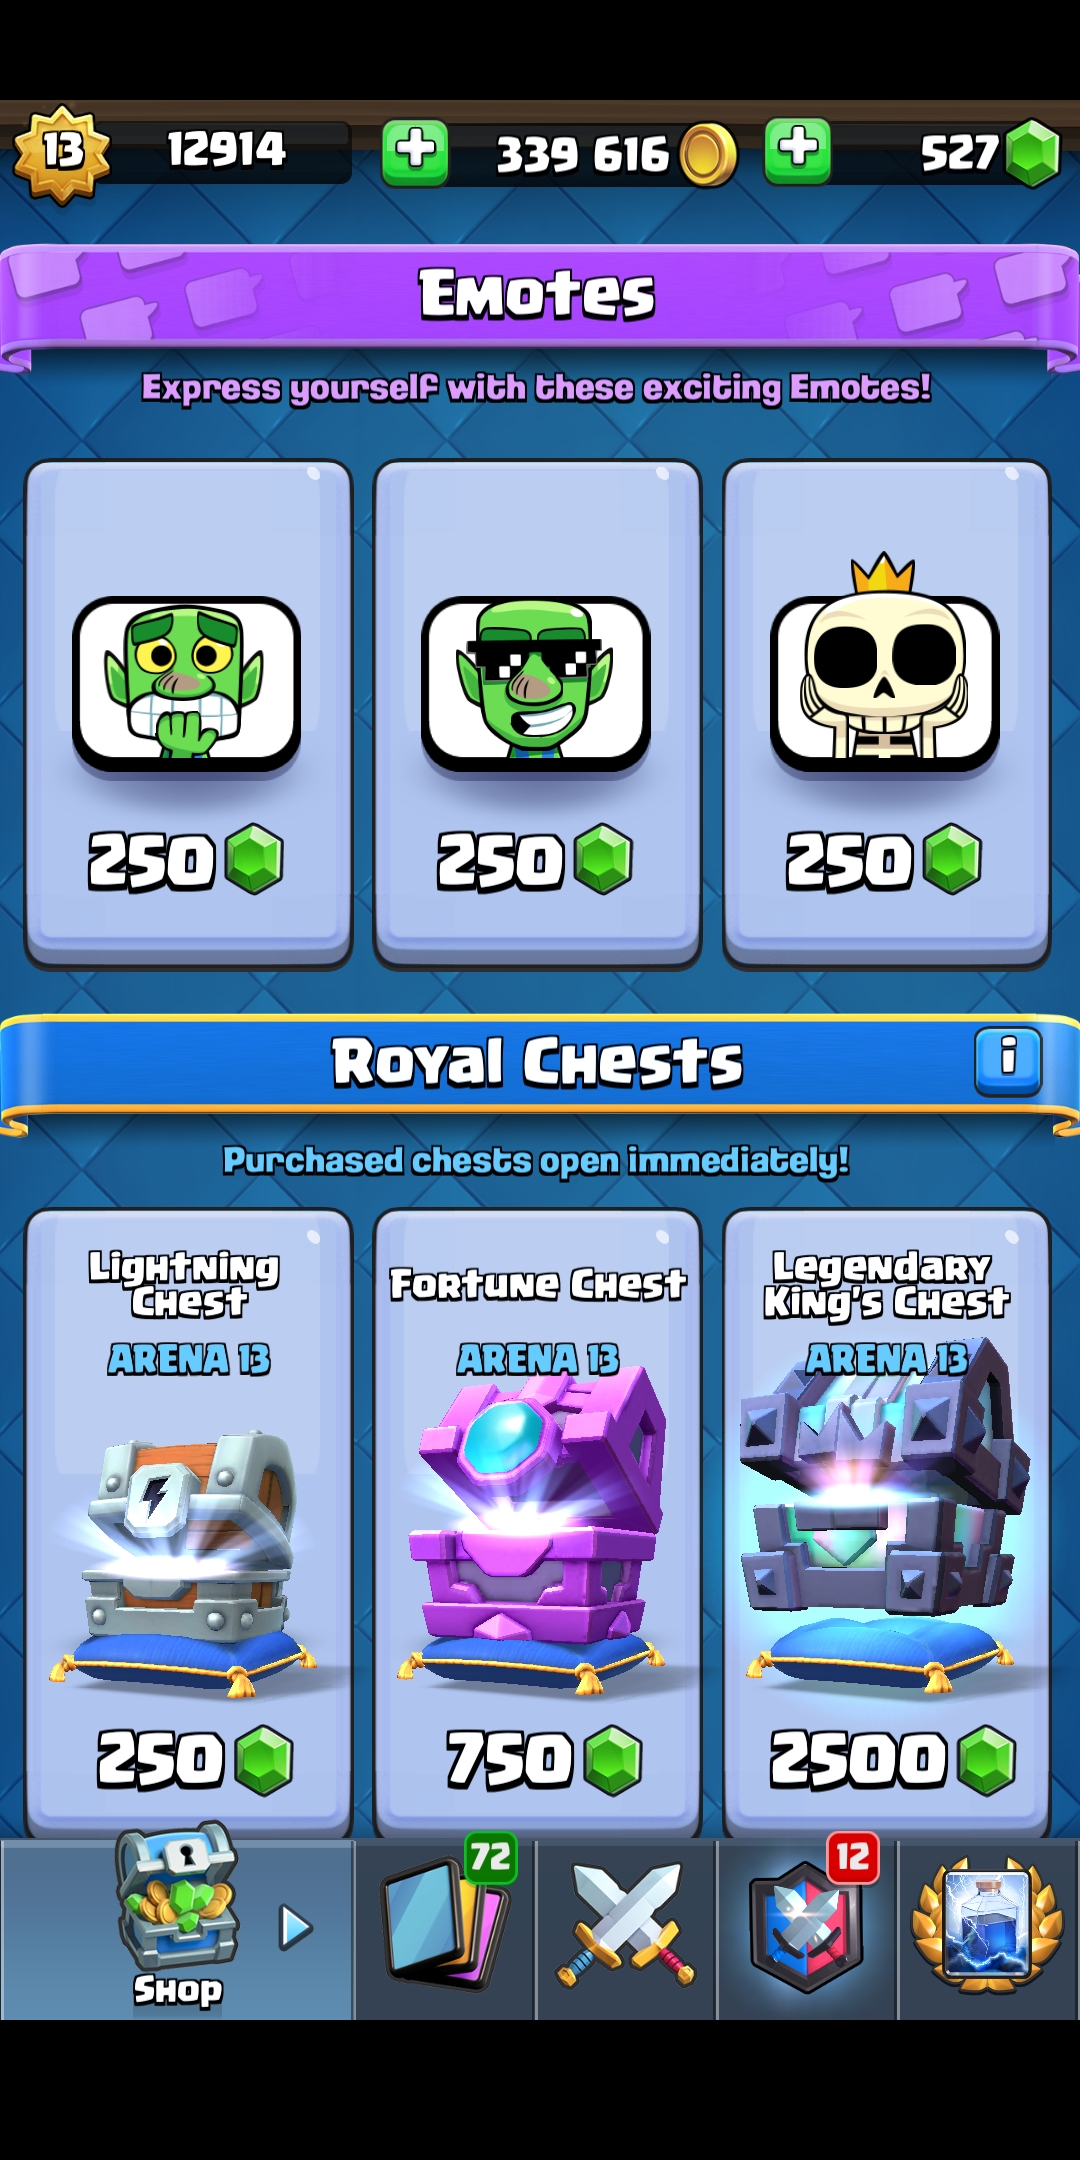 13 12914 339 616 527
Emotes
Express yourself with these exciting Emotes!
250 250 250
Royal Chests i
Purchased chests open immediately!
Lightning Chest
ARENA 13
250
Fortune Chest
ARENA 13
750
Legendary King's Chest
ARENA 13
2500
Shop
72
12